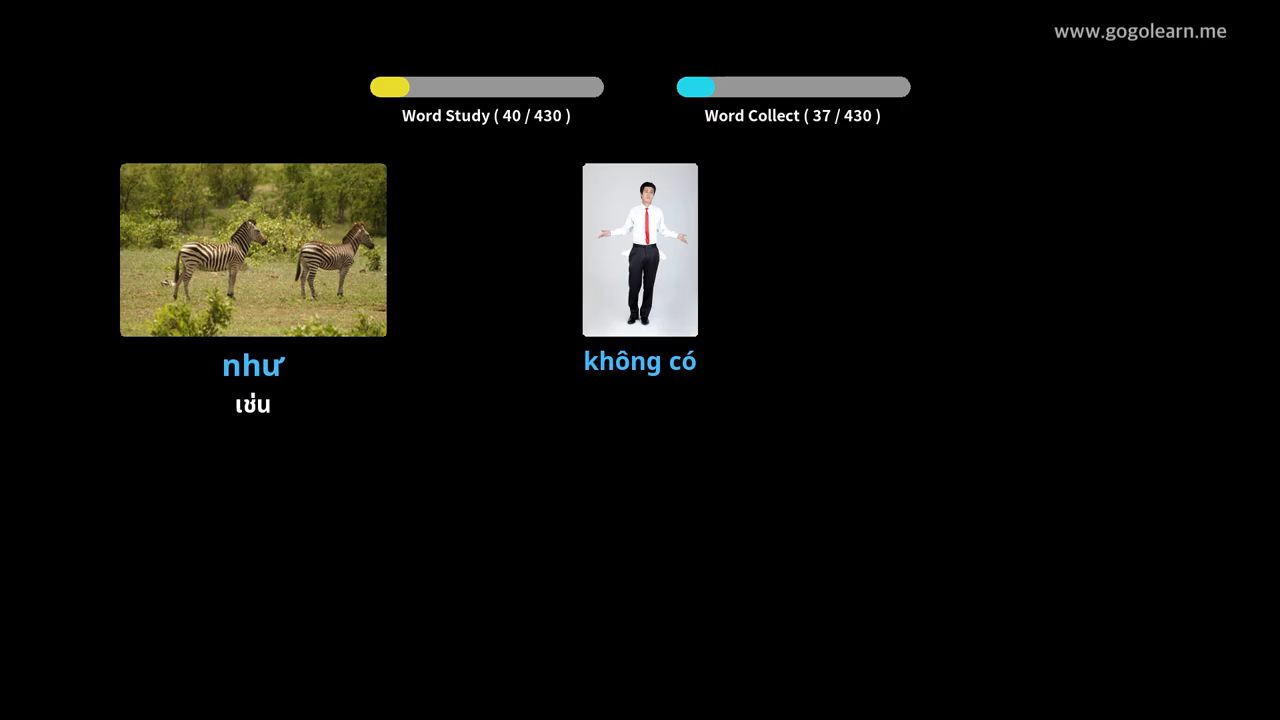 www.gogolearn.me
Word Study ( 40 / 430 )
Word Collect ( 37 / 430 )
như
เช่น
không có